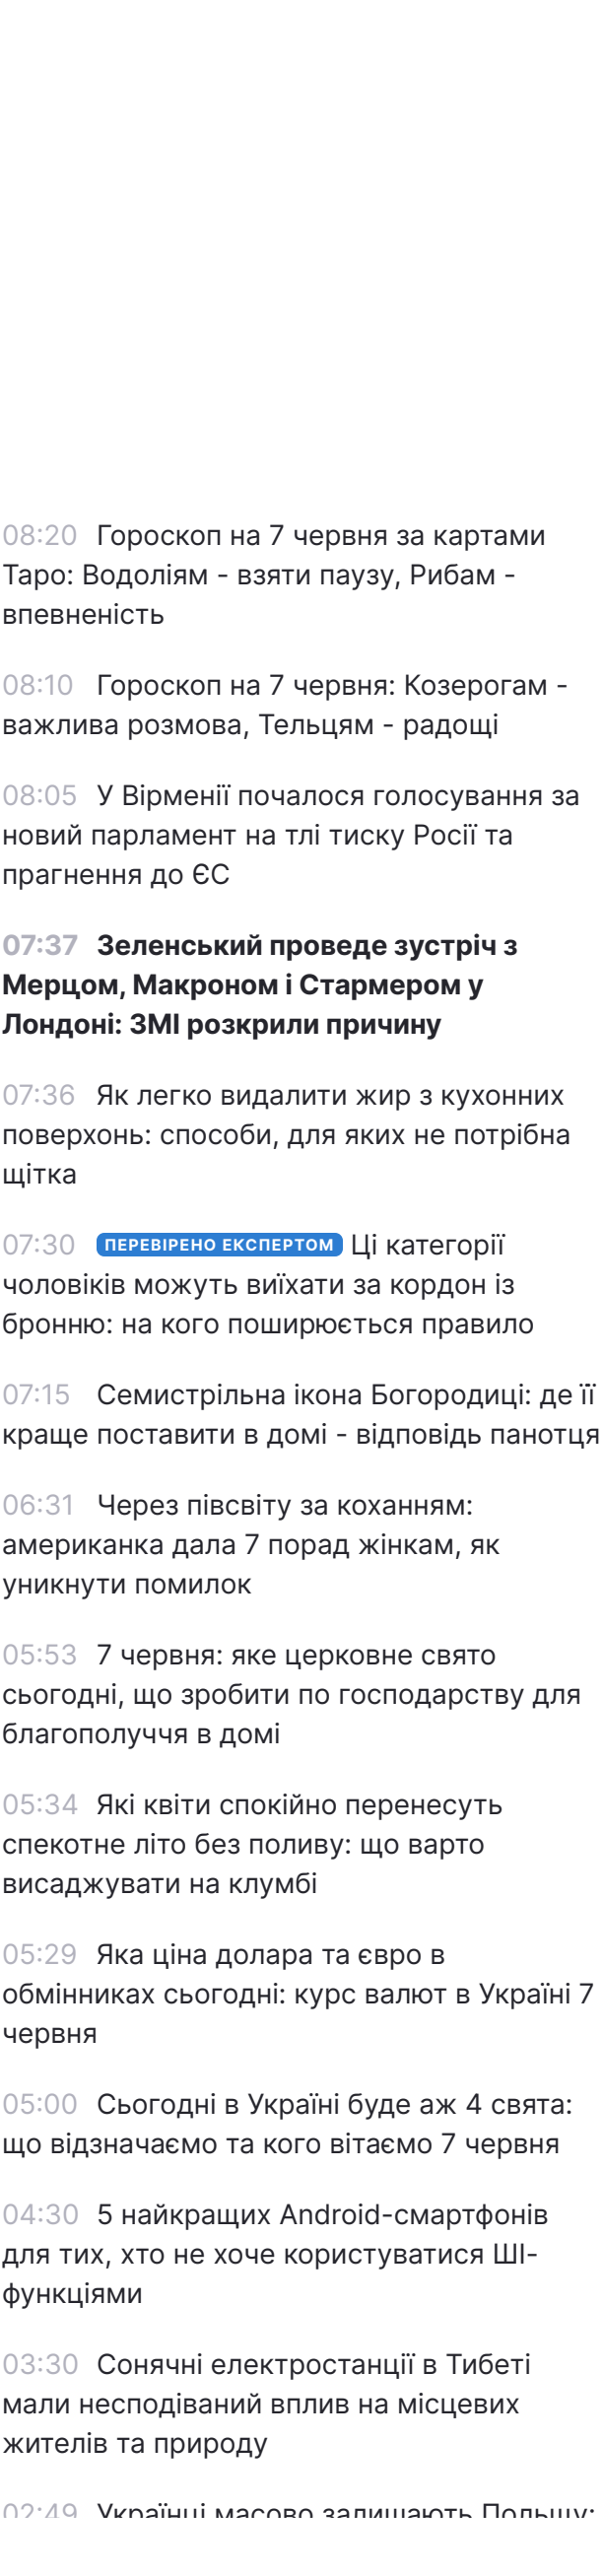 08:20 Гороскоп на 7 червня за картами
Таро: Водоліям - взяти паузу, Рибам -
впевненість
08:10 Гороскоп на 7 червня: Козерогам -
важлива розмова, Тельцям - радощі
08:05 У Вірменії почалося голосування за
новий парламент на тлі тиску Росії та
прагнення до ЄС
07:37 Зеленський проведе зустріч з
Мерцом, Макроном і Стармером у
Лондоні: ЗМІ розкрили причину
07:36 Як легко видалити жир з кухонних
поверхонь: способи, для яких не потрібна
щітка
07:30 ПЕРЕВІРЕНО ЕКСПЕРТОМ Ці категорії
чоловіків можуть виїхати за кордон із
бронню: на кого поширюється правило
07:15 Семистрільна ікона Богородиці: де її
краще поставити в домі - відповідь панотця
06:31 Через півсвіту за коханням:
американка дала 7 порад жінкам, як
уникнути помилок
05:53 7 червня: яке церковне свято
сьогодні, що зробити по господарству для
благополуччя в домі
05:34 Які квіти спокійно перенесуть
спекотне літо без поливу: що варто
висаджувати на клумбі
05:29 Яка ціна долара та євро в
обмінниках сьогодні: курс валют в Україні 7
червня
05:00 Сьогодні в Україні буде аж 4 свята:
що відзначаємо та кого вітаємо 7 червня
04:30 5 найкращих Android-смартфонів
для тих, хто не хоче користуватися ШІ-
функціями
03:30 Сонячні електростанції в Тибеті
мали несподіваний вплив на місцевих
жителів та природу
02:49 Українці масово залишають Польщу: